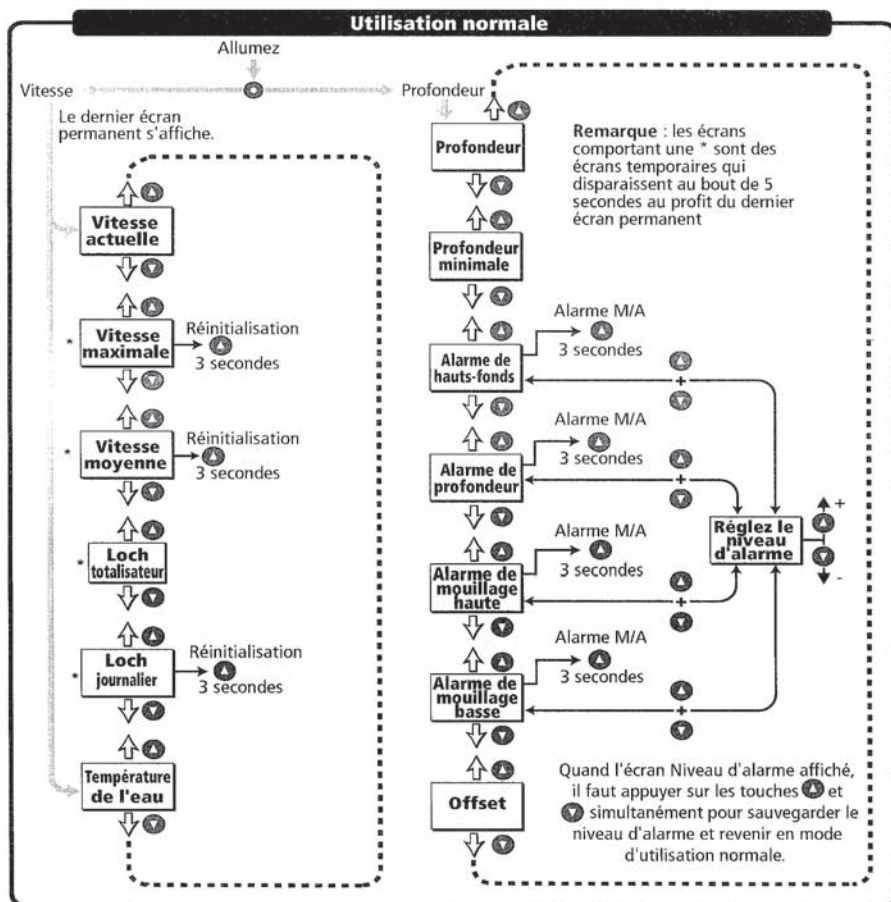 Utilisation normale
Allumez
Vitesse
Profondeur
Le dernier écran
permanent s'affiche.
Vitesse
actuelle
*
Vitesse
maximale
Réinitialisation
3 secondes
*
Vitesse
moyenne
Réinitialisation
3 secondes
*
Loch
totalisateur
*
Loch
journalier
Réinitialisation
3 secondes
Température
de l'eau
Profondeur
Remarque : les écrans
comportant une * sont des
écrans temporaires qui
disparaissent au bout de 5
secondes au profit du dernier
écran permanent
Profondeur
minimale
Alarme de
hauts-fonds
Alarme M/A
3 secondes
+
Alarme de
profondeur
Alarme M/A
3 secondes
+
Alarme de
mouillage
haute
Alarme M/A
3 secondes
+
Alarme de
mouillage
basse
Alarme M/A
3 secondes
+
Réglez le
niveau
d'alarme
+
-
Offset
Quand l'écran Niveau d'alarme affiché,
il faut appuyer sur les touches et
simultanément pour sauvegarder le
niveau d'alarme et revenir en mode
d'utilisation normale.